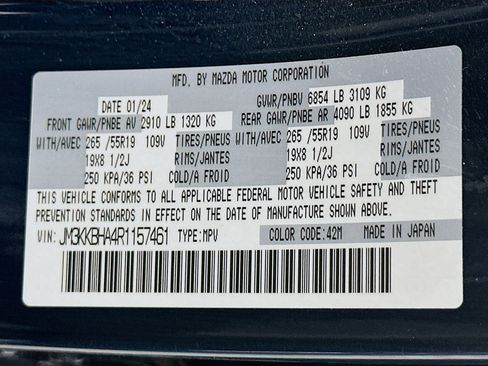 MFD. BY MAZDA MOTOR CORPORATION
DATE 01/24 GVWR/PNBV 6854 LB 3109 KG
FRONT GAWR/PNBE AV 2910 LB 1320 KG REAR GAWR/PNBE AR 4090 LB 1855 KG
WITH/AVEC 265 /55R19 109V TIRES/PNEUS WITH/AVEC 265 /55R19 109V TIRES/PNEUS
19X8 1/2J RIMS/JANTES 19X8 1/2J RIMS/JANTES
250 KPA/36 PSI COLD/A FROID 250 KPA/36 PSI COLD/A FROID
THIS VEHICLE CONFORMS TO ALL APPLICABLE FEDERAL MOTOR VEHICLE SAFETY AND THEFT
PREVENTION STANDARDS IN EFFECT ON THE DATE OF MANUFACTURE SHOWN ABOVE.
VIN: JM3KKBHA4R1157461 TYPE:MPV COLOR CODE:42M MADE IN JAPAN